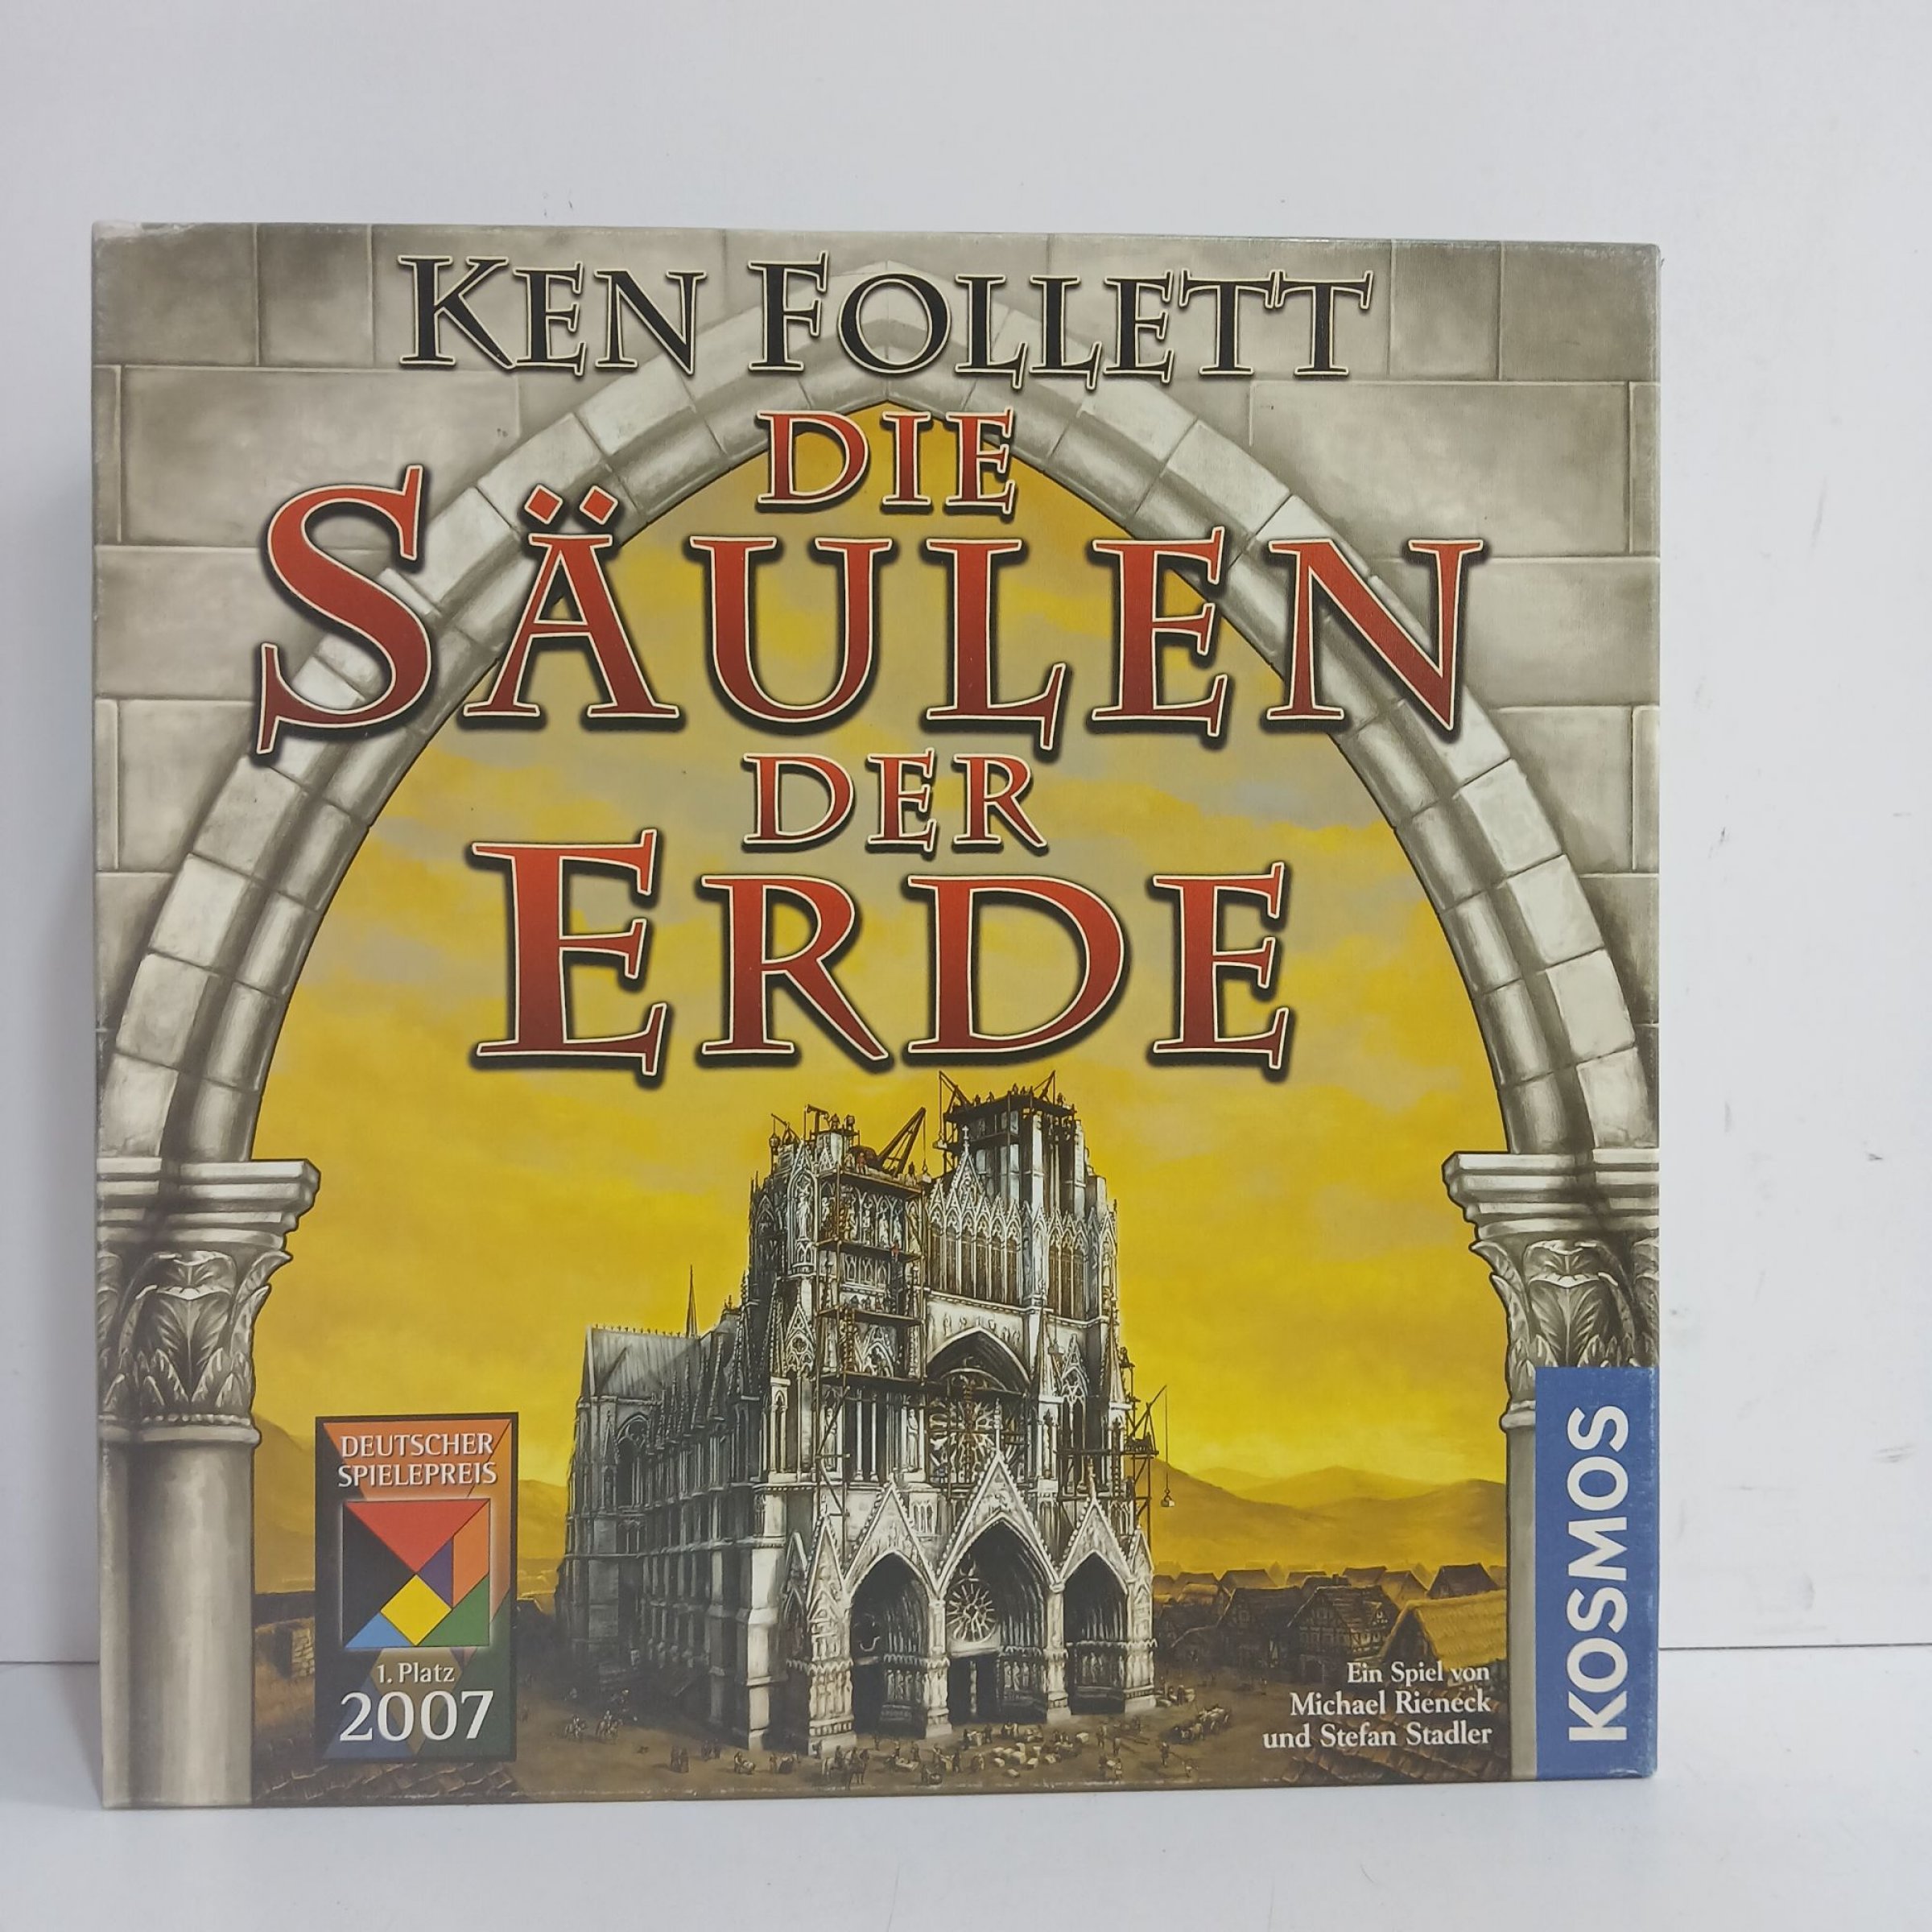 KEN FOLLETT
DIE
SÄULEN
DER
ERDE
DEUTSCHER
SPIELEPREIS
1. Platz
2007
Ein Spiel von
Michael Rieneck
und Stefan Stadler
KOSMOS